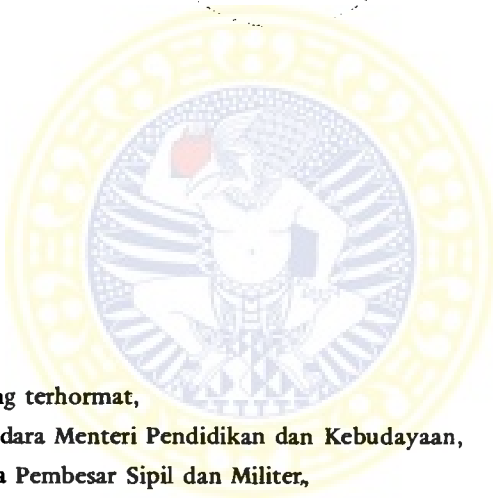 ng terhormat,
dara Menteri Pendidikan dan Kebudayaan,
a Pembesar Sipil dan Militer,